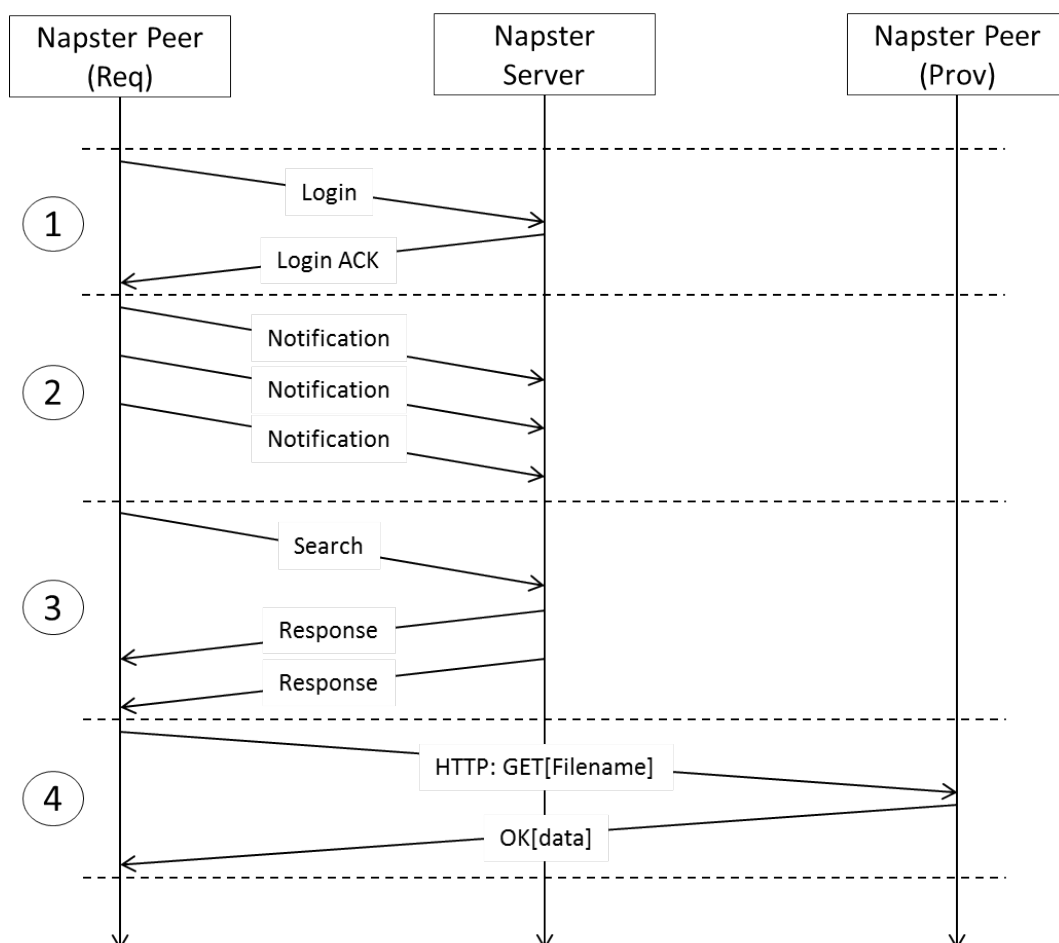 Napster Peer
(Req)
Napster
Server
Napster Peer
(Prov)
1
Login
Login ACK
2
Notification
Notification
Notification
3
Search
Response
Response
4
HTTP: GET[Filename]
OK[data]